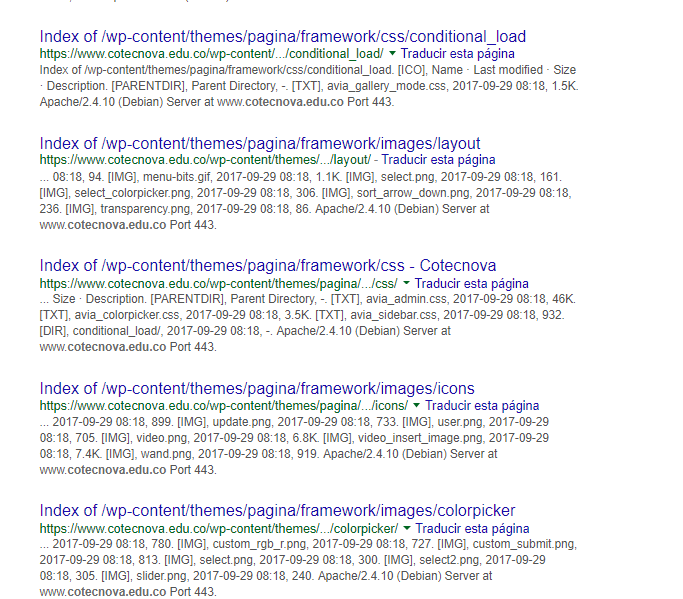 Index of /wp-content/themes/pagina/framework/css/conditional_load
https://www.cotecnova.edu.co/wp-content/.../conditional_load/ ▼ Traducir esta página
Index of /wp-content/themes/pagina/framework/css/conditional_load. [ICO], Name · Last modified · Size
· Description. [PARENTDIR], Parent Directory, -. [TXT], avia_gallery_mode.css, 2017-09-29 08:18, 1.5K.
Apache/2.4.10 (Debian) Server at www.cotecnova.edu.co Port 443.
Index of /wp-content/themes/pagina/framework/images/layout
https://www.cotecnova.edu.co/wp-content/themes/.../layout/ - Traducir esta página
... 08:18, 94. [IMG], menu-bits.gif, 2017-09-29 08:18, 1.1K. [IMG], select.png, 2017-09-29 08:18, 161.
[IMG], select_colorpicker.png, 2017-09-29 08:18, 306. [IMG], sort_arrow_down.png, 2017-09-29 08:18,
236. [IMG], transparency.png, 2017-09-29 08:18, 86. Apache/2.4.10 (Debian) Server at
www.cotecnova.edu.co Port 443.
Index of /wp-content/themes/pagina/framework/css - Cotecnova
https://www.cotecnova.edu.co/wp-content/themes/pagina/.../css/ ▼ Traducir esta página
... Size · Description. [PARENTDIR], Parent Directory, -. [TXT], avia_admin.css, 2017-09-29 08:18, 46K.
[TXT], avia_colorpicker.css, 2017-09-29 08:18, 3.5K. [TXT], avia_sidebar.css, 2017-09-29 08:18, 932.
[DIR], conditional_load/, 2017-09-29 08:18, -. Apache/2.4.10 (Debian) Server at
www.cotecnova.edu.co Port 443.
Index of /wp-content/themes/pagina/framework/images/icons
https://www.cotecnova.edu.co/wp-content/themes/pagina/.../icons/ ▼ Traducir esta página
... 2017-09-29 08:18, 899. [IMG], update.png, 2017-09-29 08:18, 733. [IMG], user.png, 2017-09-29
08:18, 705. [IMG], video.png, 2017-09-29 08:18, 6.8K. [IMG], video_insert_image.png, 2017-09-29
08:18, 7.4K. [IMG], wand.png, 2017-09-29 08:18, 919. Apache/2.4.10 (Debian) Server at
www.cotecnova.edu.co Port 443.
Index of /wp-content/themes/pagina/framework/images/colorpicker
https://www.cotecnova.edu.co/wp-content/themes/.../colorpicker/ ▼ Traducir esta página
... 2017-09-29 08:18, 780. [IMG], custom_rgb_r.png, 2017-09-29 08:18, 727. [IMG], custom_submit.png,
2017-09-29 08:18, 813. [IMG], select.png, 2017-09-29 08:18, 300. [IMG], select2.png, 2017-09-29
08:18, 305. [IMG], slider.png, 2017-09-29 08:18, 240. Apache/2.4.10 (Debian) Server at
www.cotecnova.edu.co Port 443.